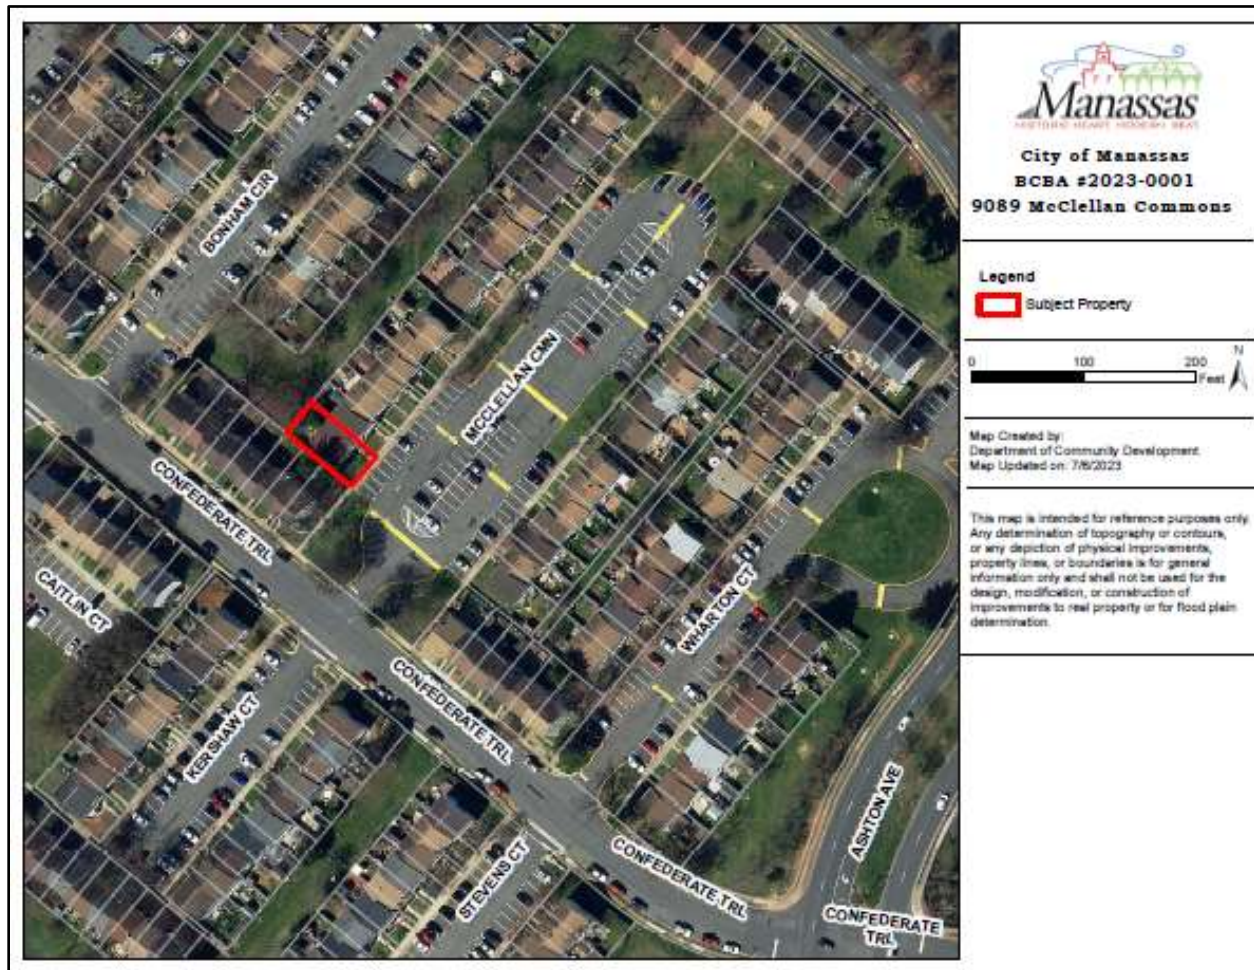 Manassas
HISTORIC HEART. MODERN BEAT.
City of Manassas
BCBA #2023-0001
9089 McClellan Commons
Legend
Subject Property
0 100 200
Feet
N
Map Created by:
Department of Community Development
Map Updated on: 7/6/2023
This map is intended for reference purposes only.
Any determination of topography or contours,
or any depiction of physical improvements,
property lines, or boundaries is for general
information only and shall not be used for the
design, modification, or construction of
improvements to real property or for flood plain
determination.
BONHAM CIR
MCCLELLAN CMN
CONFEDERATE TRL
CAITLIN CT
KERSHAW CT
CONFEDERATE TRL
WHARTON CT
STEVENS CT
CONFEDERATE TRL
ASHTON AVE
CONFEDERATE
TRL